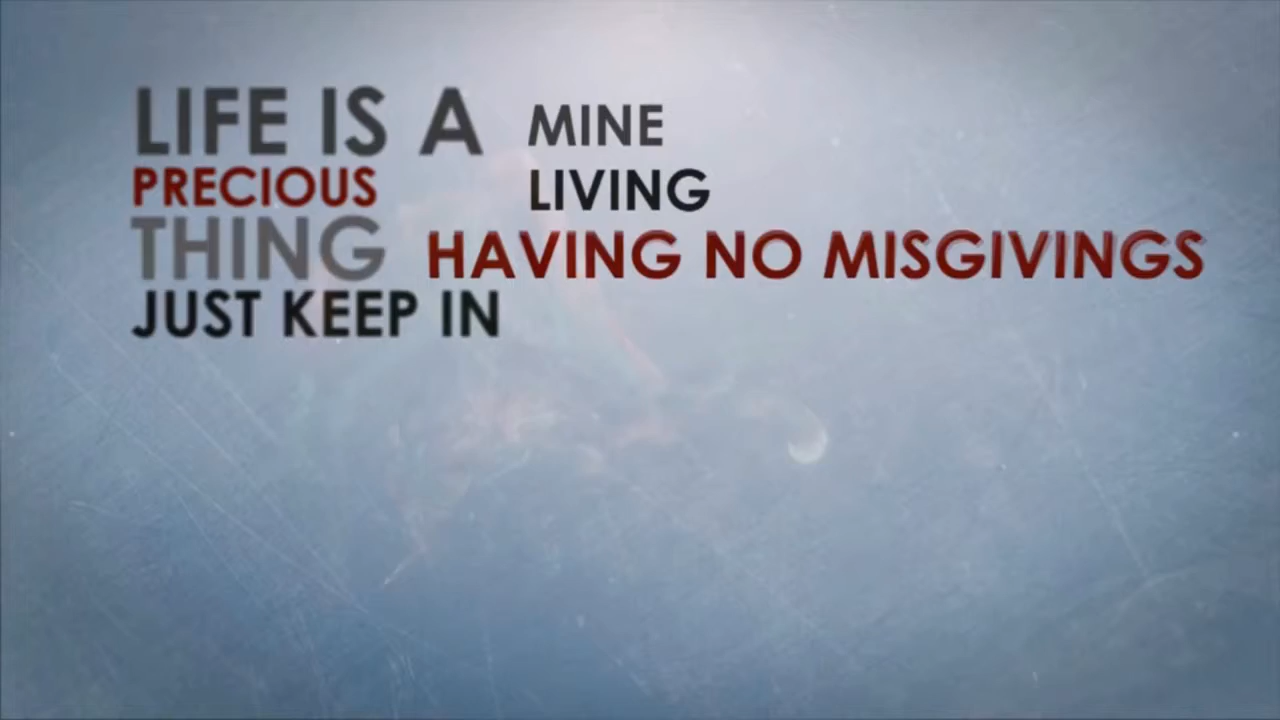 LIFE IS A
PRECIOUS
THING
JUST KEEP IN
MINE
LIVING
HAVING NO MISGIVINGS